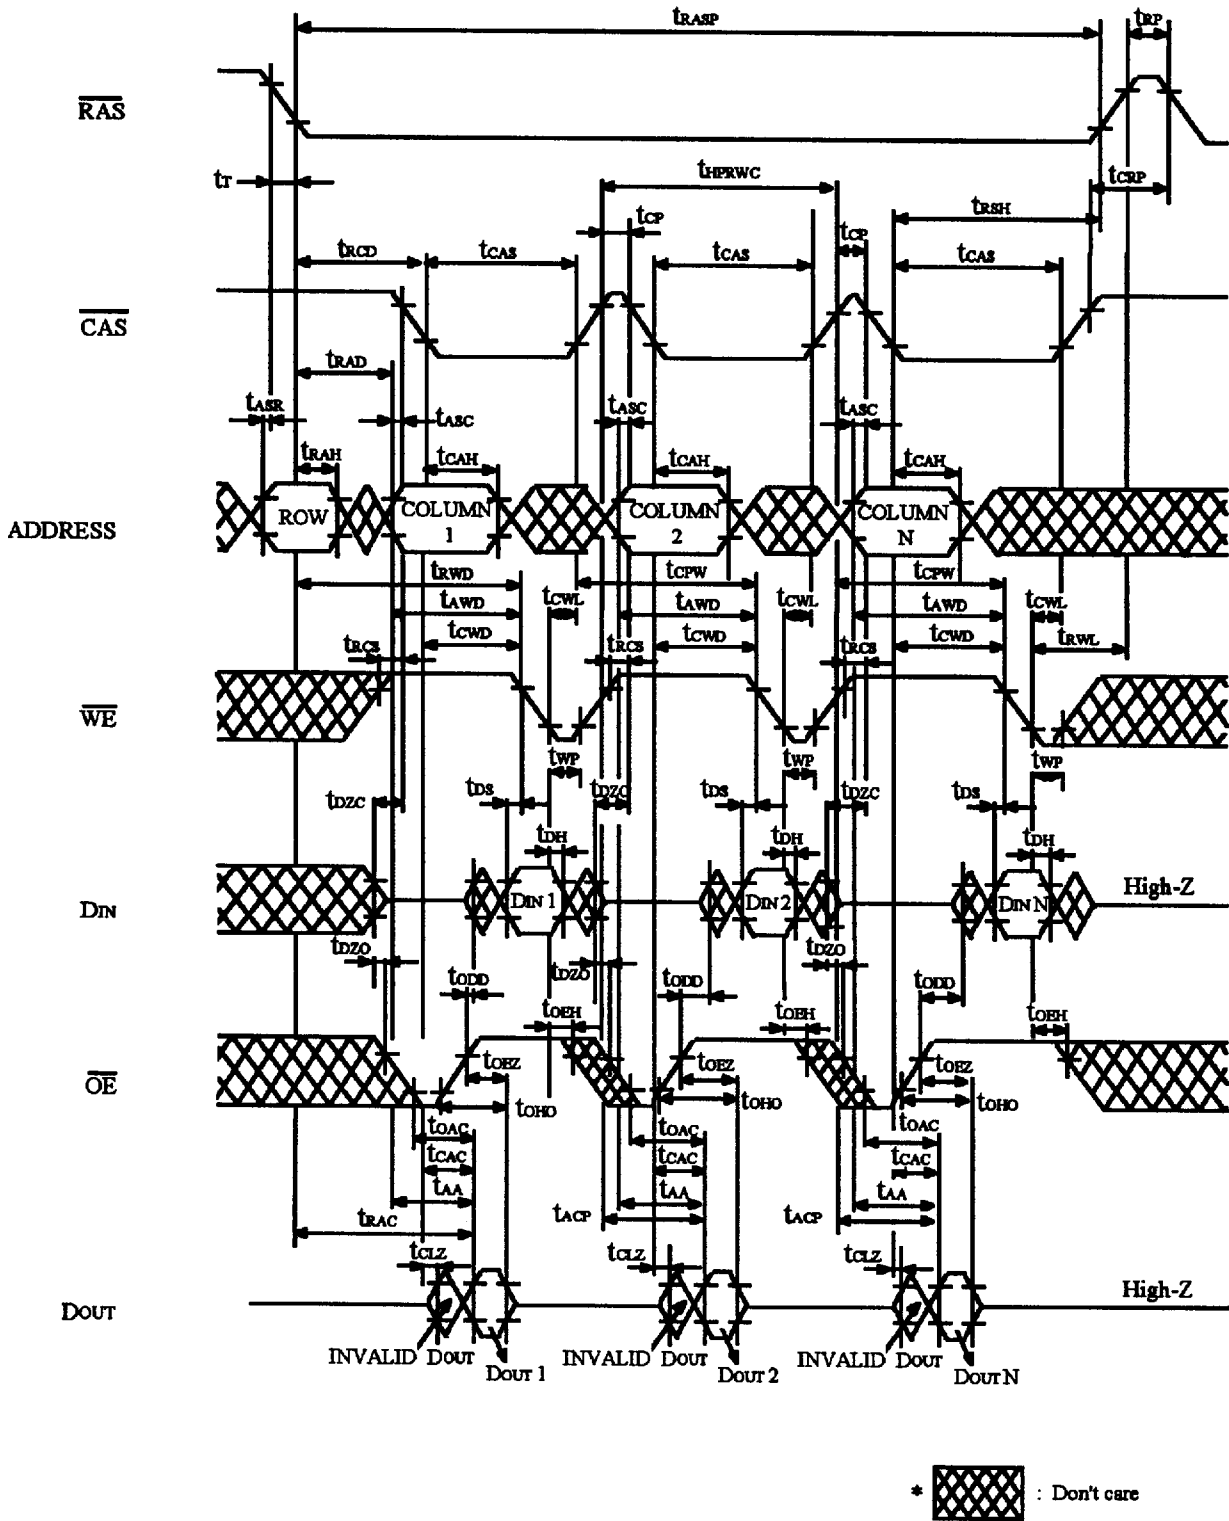 tRASP tRP
RAS
tT tHPRWC tCRP
tRSH
tCP tCP
tRCD tCAS tCAS tCAS
CAS
tRAD
tASR tASC tASC tASC
tRAH tCAH tCAH tCAH
ADDRESS ROW COLUMN 1 COLUMN 2 COLUMN N
tRWD tCPW tCPW
tAWD tCWL tAWD tCWL tAWD tCWL
tRCS tCWD tRCS tCWD tRCS tCWD tRWL
WE
tWP tWP tWP
tDZC tDS tDZC tDS tDZC tDS
tDH tDH tDH
DIN DIN 1 DIN 2 DIN N High-Z
tDZO tDZO tDZO
tODD tODD tODD
tOEH tOEH tOEH
OE tOEZ tOEZ tOEZ
tOHO tOHO tOHO
tOAC tOAC tOAC
tCAC tCAC tCAC
tAA tAA tAA
tRAC tACP tACP
tCLZ tCLZ tCLZ
DOUT High-Z
INVALID DOUT INVALID DOUT INVALID DOUT
DOUT 1 DOUT 2 DOUT N
* : Don't care